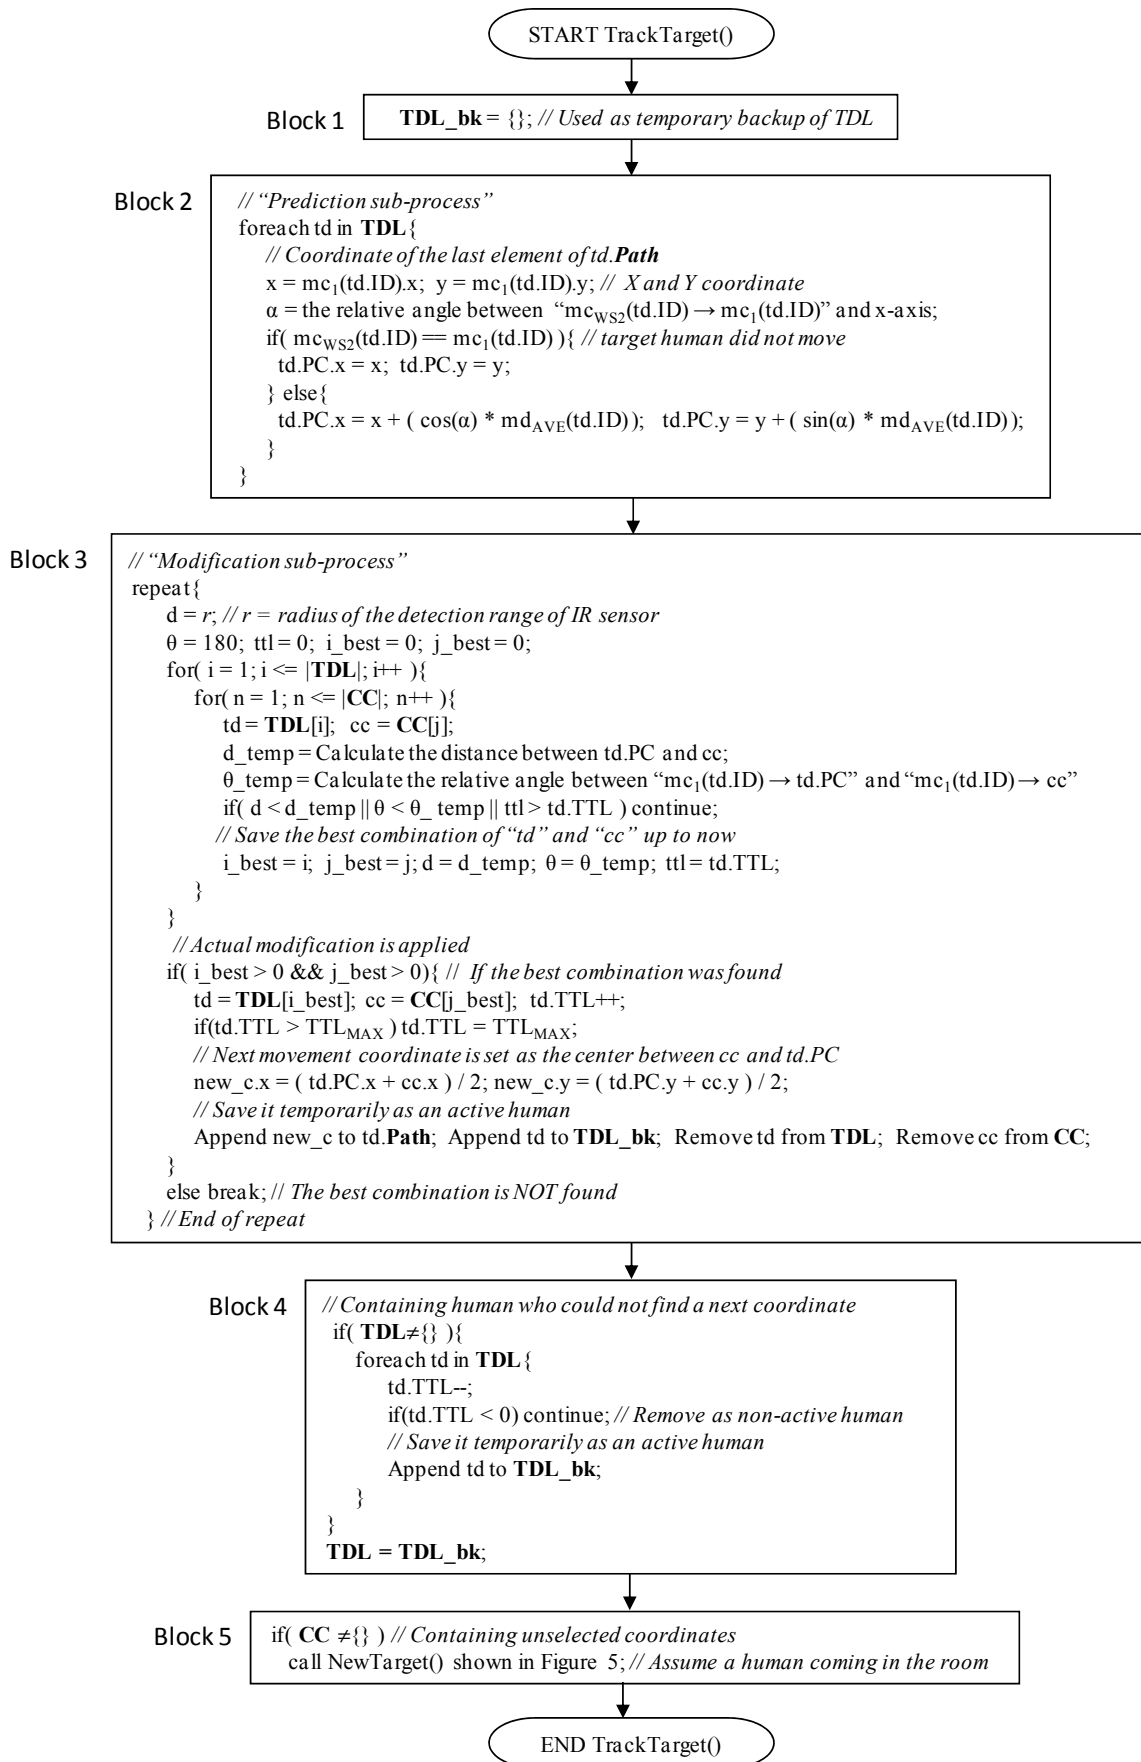 START TrackTarget()
Block 1
TDL_bk = {}; // Used as temporary backup of TDL
Block 2
// “Prediction sub-process”
foreach td in TDL{
// Coordinate of the last element of td.Path
x = mc₁(td.ID).x; y = mc₁(td.ID).y; // X and Y coordinate
α = the relative angle between “mc_WS2(td.ID) → mc₁(td.ID)” and x-axis;
if( mc_WS2(td.ID) == mc₁(td.ID) ){ // target human did not move
td.PC.x = x; td.PC.y = y;
} else{
td.PC.x = x + ( cos(α) * md_AVE(td.ID)); td.PC.y = y + ( sin(α) * md_AVE(td.ID));
}
}
Block 3
// “Modification sub-process”
repeat{
d = r; // r = radius of the detection range of IR sensor
θ = 180; ttl = 0; i_best = 0; j_best = 0;
for( i = 1; i <= |TDL|; i++ ){
for( n = 1; n <= |CC|; n++ ){
td = TDL[i]; cc = CC[j];
d_temp = Calculate the distance between td.PC and cc;
θ_temp = Calculate the relative angle between “mc₁(td.ID) → td.PC” and “mc₁(td.ID) → cc”
if( d < d_temp || θ < θ_ temp || ttl > td.TTL ) continue;
// Save the best combination of “td” and “cc” up to now
i_best = i; j_best = j; d = d_temp; θ = θ_temp; ttl = td.TTL;
}
}
// Actual modification is applied
if( i_best > 0 && j_best > 0){ // If the best combination was found
td = TDL[i_best]; cc = CC[j_best]; td.TTL++;
if(td.TTL > TTL_MAX ) td.TTL = TTL_MAX;
// Next movement coordinate is set as the center between cc and td.PC
new_c.x = ( td.PC.x + cc.x ) / 2; new_c.y = ( td.PC.y + cc.y ) / 2;
// Save it temporarily as an active human
Append new_c to td.Path; Append td to TDL_bk; Remove td from TDL; Remove cc from CC;
}
else break; // The best combination is NOT found
} // End of repeat
Block 4
// Containing human who could not find a next coordinate
if( TDL≠{} ){
foreach td in TDL{
td.TTL--;
if(td.TTL < 0) continue; // Remove as non-active human
// Save it temporarily as an active human
Append td to TDL_bk;
}
}
TDL = TDL_bk;
Block 5
if( CC ≠{} ) // Containing unselected coordinates
call NewTarget() shown in Figure 5; // Assume a human coming in the room
END TrackTarget()